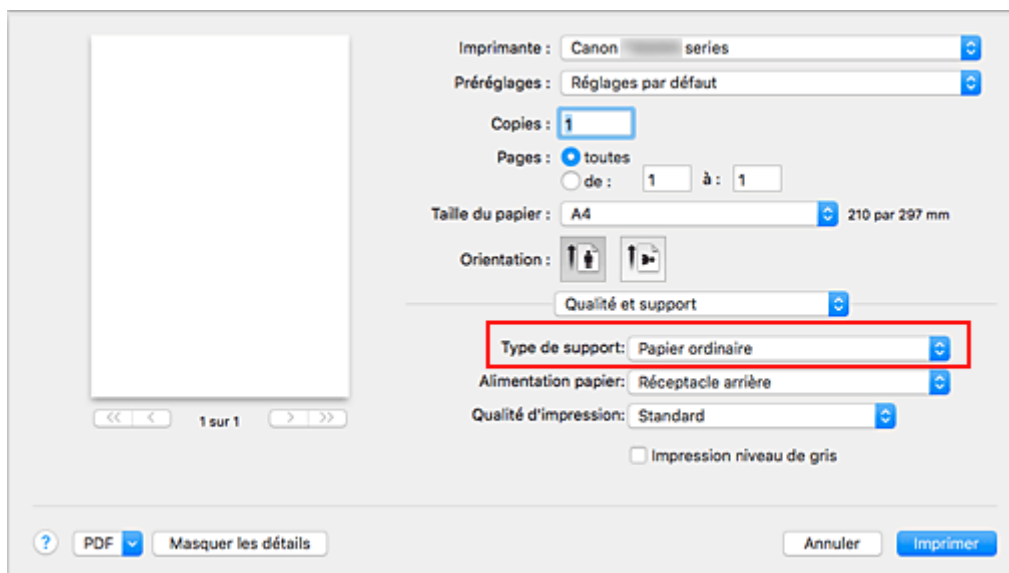 Imprimante : Canon series
Préréglages : Réglages par défaut
Copies : 1
Pages : toutes
de : 1 à : 1
Taille du papier : A4 210 par 297 mm
Orientation :
Qualité et support
Type de support: Papier ordinaire
Alimentation papier: Réceptacle arrière
Qualité d'impression: Standard
Impression niveau de gris
<< < 1 sur 1 > >>
? PDF Masquer les détails Annuler Imprimer